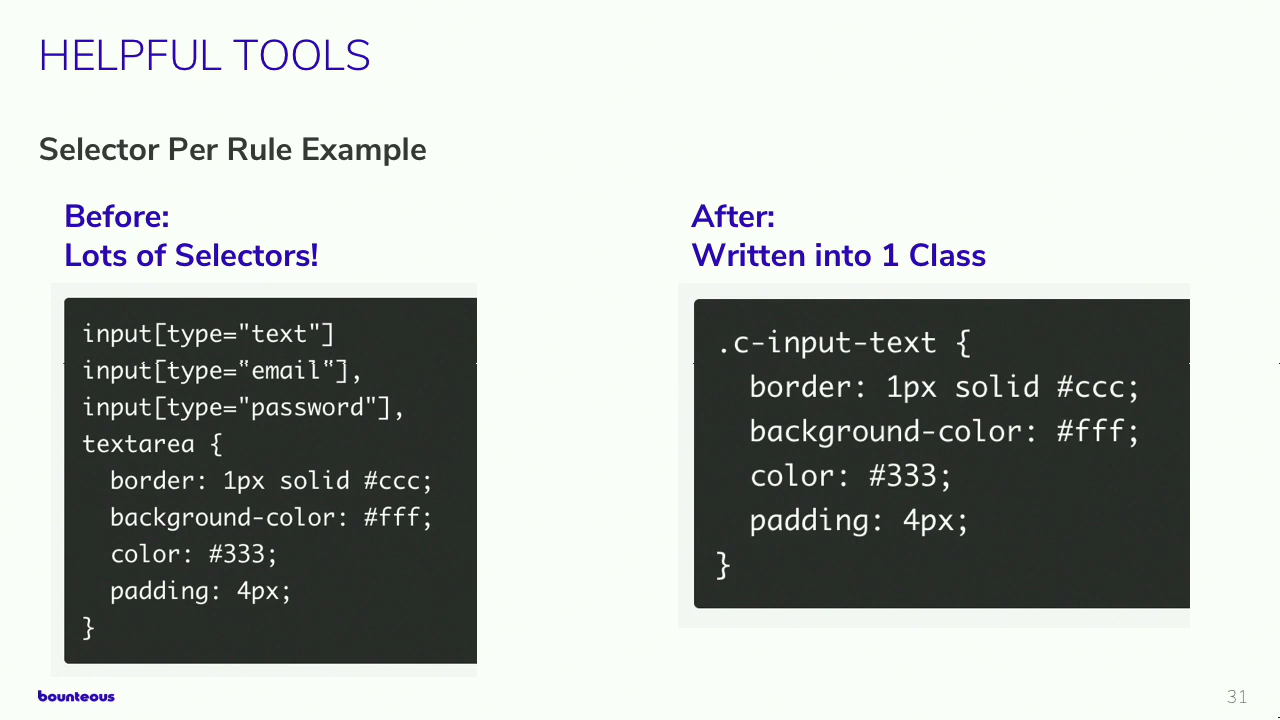 HELPFUL TOOLS
Selector Per Rule Example
Before:
Lots of Selectors!
input[type="text"]
input[type="email"],
input[type="password"],
textarea {
  border: 1px solid #ccc;
  background-color: #fff;
  color: #333;
  padding: 4px;
}
After:
Written into 1 Class
.c-input-text {
  border: 1px solid #ccc;
  background-color: #fff;
  color: #333;
  padding: 4px;
}
bounteous
31